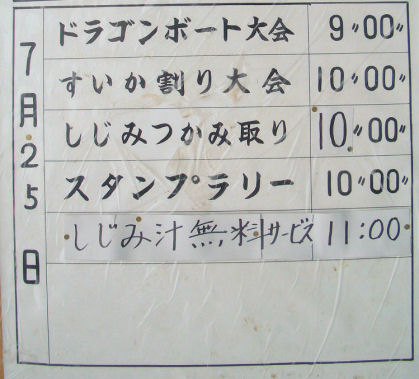 7月25日
ドラゴンボート大会 9〃00〃
すいか割り大会 10〃00〃
しじみつかみ取り 10〃00〃
スタンプラリー 10〃00〃
しじみ汁無料サービス 11:00